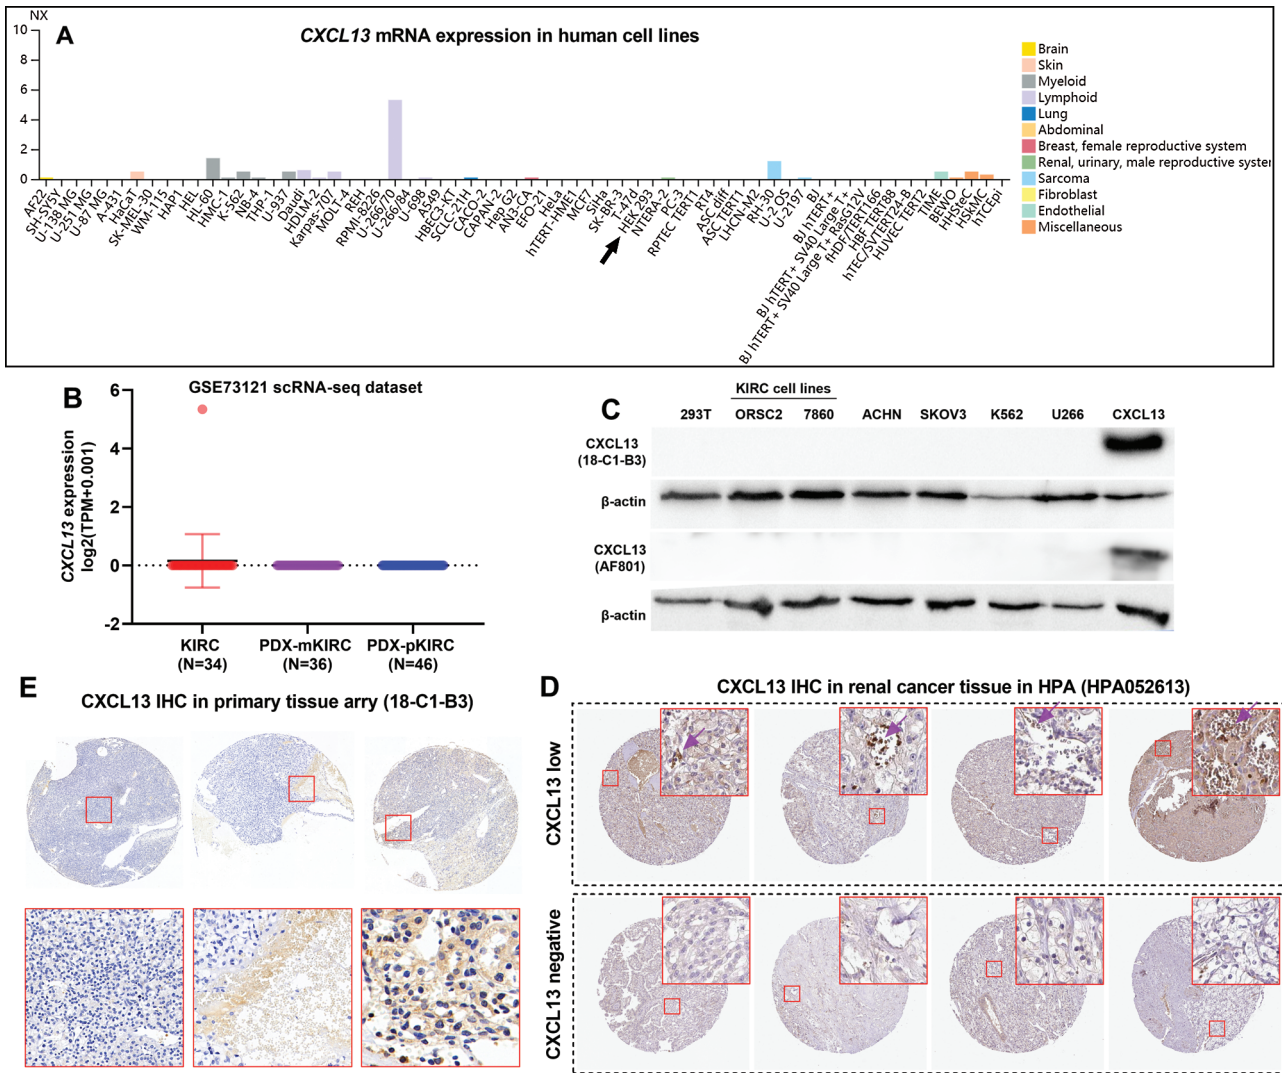 NX
A
CXCL13 mRNA expression in human cell lines
10
8
6
4
2
0
AF22
SH-SY5Y
U-138 MG
U-251 MG
U-87 MG
A-431
HaCaT
SK-MEL-30
WM-115
HAP1
HEL
HL-60
HMC-1
K-562
NB-4
THP-1
U-937
Daudi
HDLM-2
Karpas-707
MOLT-4
REH
RPMI-8226
U-266/70
U-266/84
U-698
A549
HBEC3-KT
SCLC-21H
CACO-2
CAPAN-2
Hep G2
AN3-CA
EFO-21
HeLa
hTERT-HME1
MCF7
SiHa
SK-BR-3
T-47d
HEK 293
NTERA-2
PC-3
RPTEC TERT1
RT4
ASC diff
ASC TERT1
LHCN-M2
RH-30
U-2 OS
U-2197
BJ
BJ hTERT+
BJ hTERT+ SV40 Large T+
BJ hTERT+ SV40 Large T+ RasG12V
fHDF/TERT166
HBF TERT88
hTEC/SVTERT24-B
HUVEC TERT2
TIME
BEWO
HHSteC
HSkMC
hTCEpi
Brain
Skin
Myeloid
Lymphoid
Lung
Abdominal
Breast, female reproductive system
Renal, urinary, male reproductive system
Sarcoma
Fibroblast
Endothelial
Miscellaneous
B
GSE73121 scRNA-seq dataset
CXCL13 expression
log2(TPM+0.001)
6
4
2
0
-2
KIRC
(N=34)
PDX-mKIRC
(N=36)
PDX-pKIRC
(N=46)
C
KIRC cell lines
293T ORSC2 7860 ACHN SKOV3 K562 U266 CXCL13
CXCL13
(18-C1-B3)
β-actin
CXCL13
(AF801)
β-actin
E
CXCL13 IHC in primary tissue arry (18-C1-B3)
D
CXCL13 IHC in renal cancer tissue in HPA (HPA052613)
CXCL13 low
CXCL13 negative